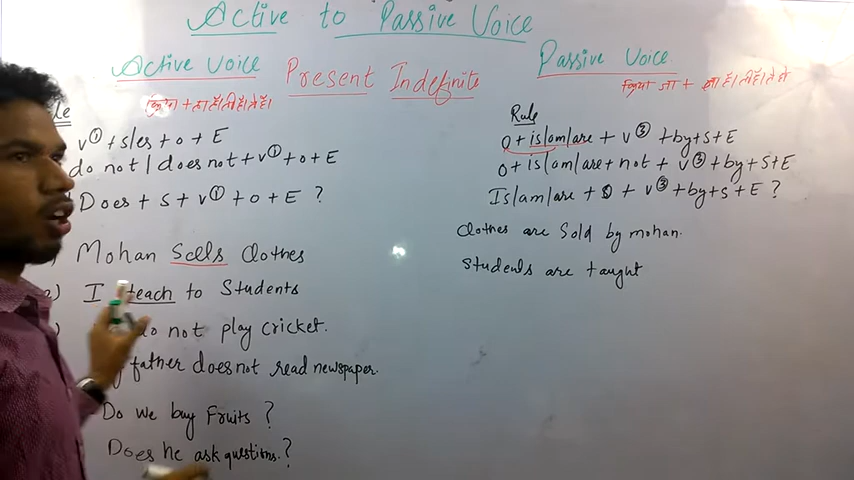 Active to Passive Voice
Active Voice
Present Indefinite
Passive Voice
V① + s/es + o + E
do not / does not + V① + o + E
Does + S + V① + o + E ?
Mohan Sells Clothes
I teach to Students
do not play cricket.
father does not read newspaper.
Do we buy Fruits ?
Does he ask questions. ?
Rule
O + is/am/are + V③ + by + S + E
O + is/am/are + not + V③ + by + S + E
Is/am/are + O + V③ + by + S + E ?
Clothes are Sold by mohan.
Students are taught